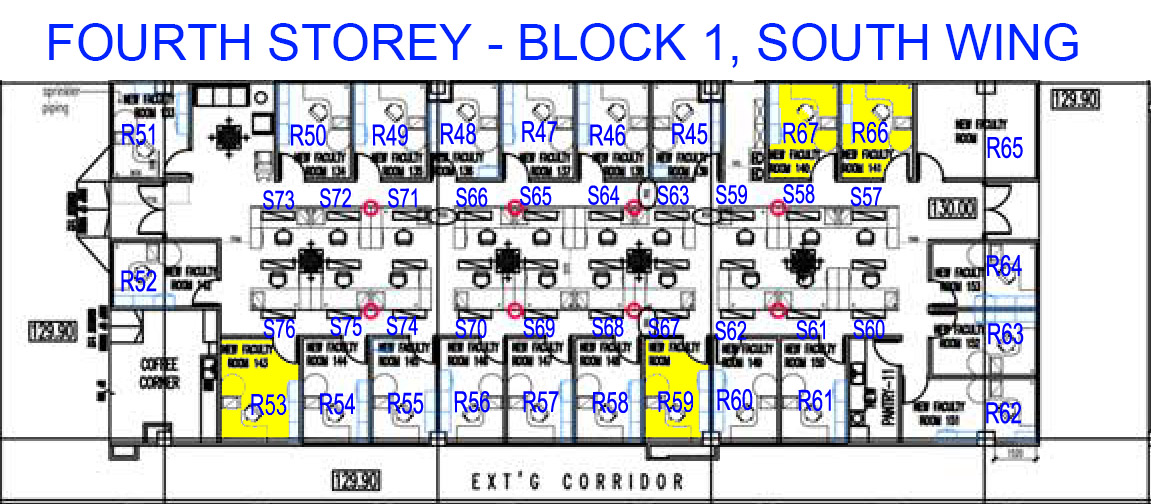 FOURTH STOREY - BLOCK 1, SOUTH WING
sprinkler
piping
NEW FACULTY
R51
R50
R49
R48
R47
R46
R45
R67
R66
R65
NEW FACULTY
ROOM
129.90
NEW FACULTY
ROOM 134
NEW FACULTY
ROOM 135
NEW FACULTY
ROOM 136
NEW FACULTY
ROOM 137
NEW FACULTY
ROOM 138
NEW FACULTY
NEW FACULTY
ROOM 140
NEW FACULTY
ROOM 141
S73
S72
S71
S66
S65
S64
S63
S59
S58
S57
130.00
R52
NEW FACULTY
R64
NEW FACULTY
ROOM 153
129.90
S76
S75
S74
S70
S69
S68
S67
S62
S61
S60
R63
NEW FACULTY
ROOM 152
COFFEE
CORNER
NEW FACULTY
ROOM 143
NEW FACULTY
ROOM 144
NEW FACULTY
ROOM 145
NEW FACULTY
ROOM 146
NEW FACULTY
ROOM 147
NEW FACULTY
ROOM 148
NEW FACULTY
ROOM
NEW FACULTY
ROOM 149
NEW FACULTY
ROOM 150
R53
R54
R55
R56
R57
R58
R59
R60
R61
NEW
PANTRY-11
R62
NEW FACULTY
ROOM 151
1500
129.90
EXT'G CORRIDOR